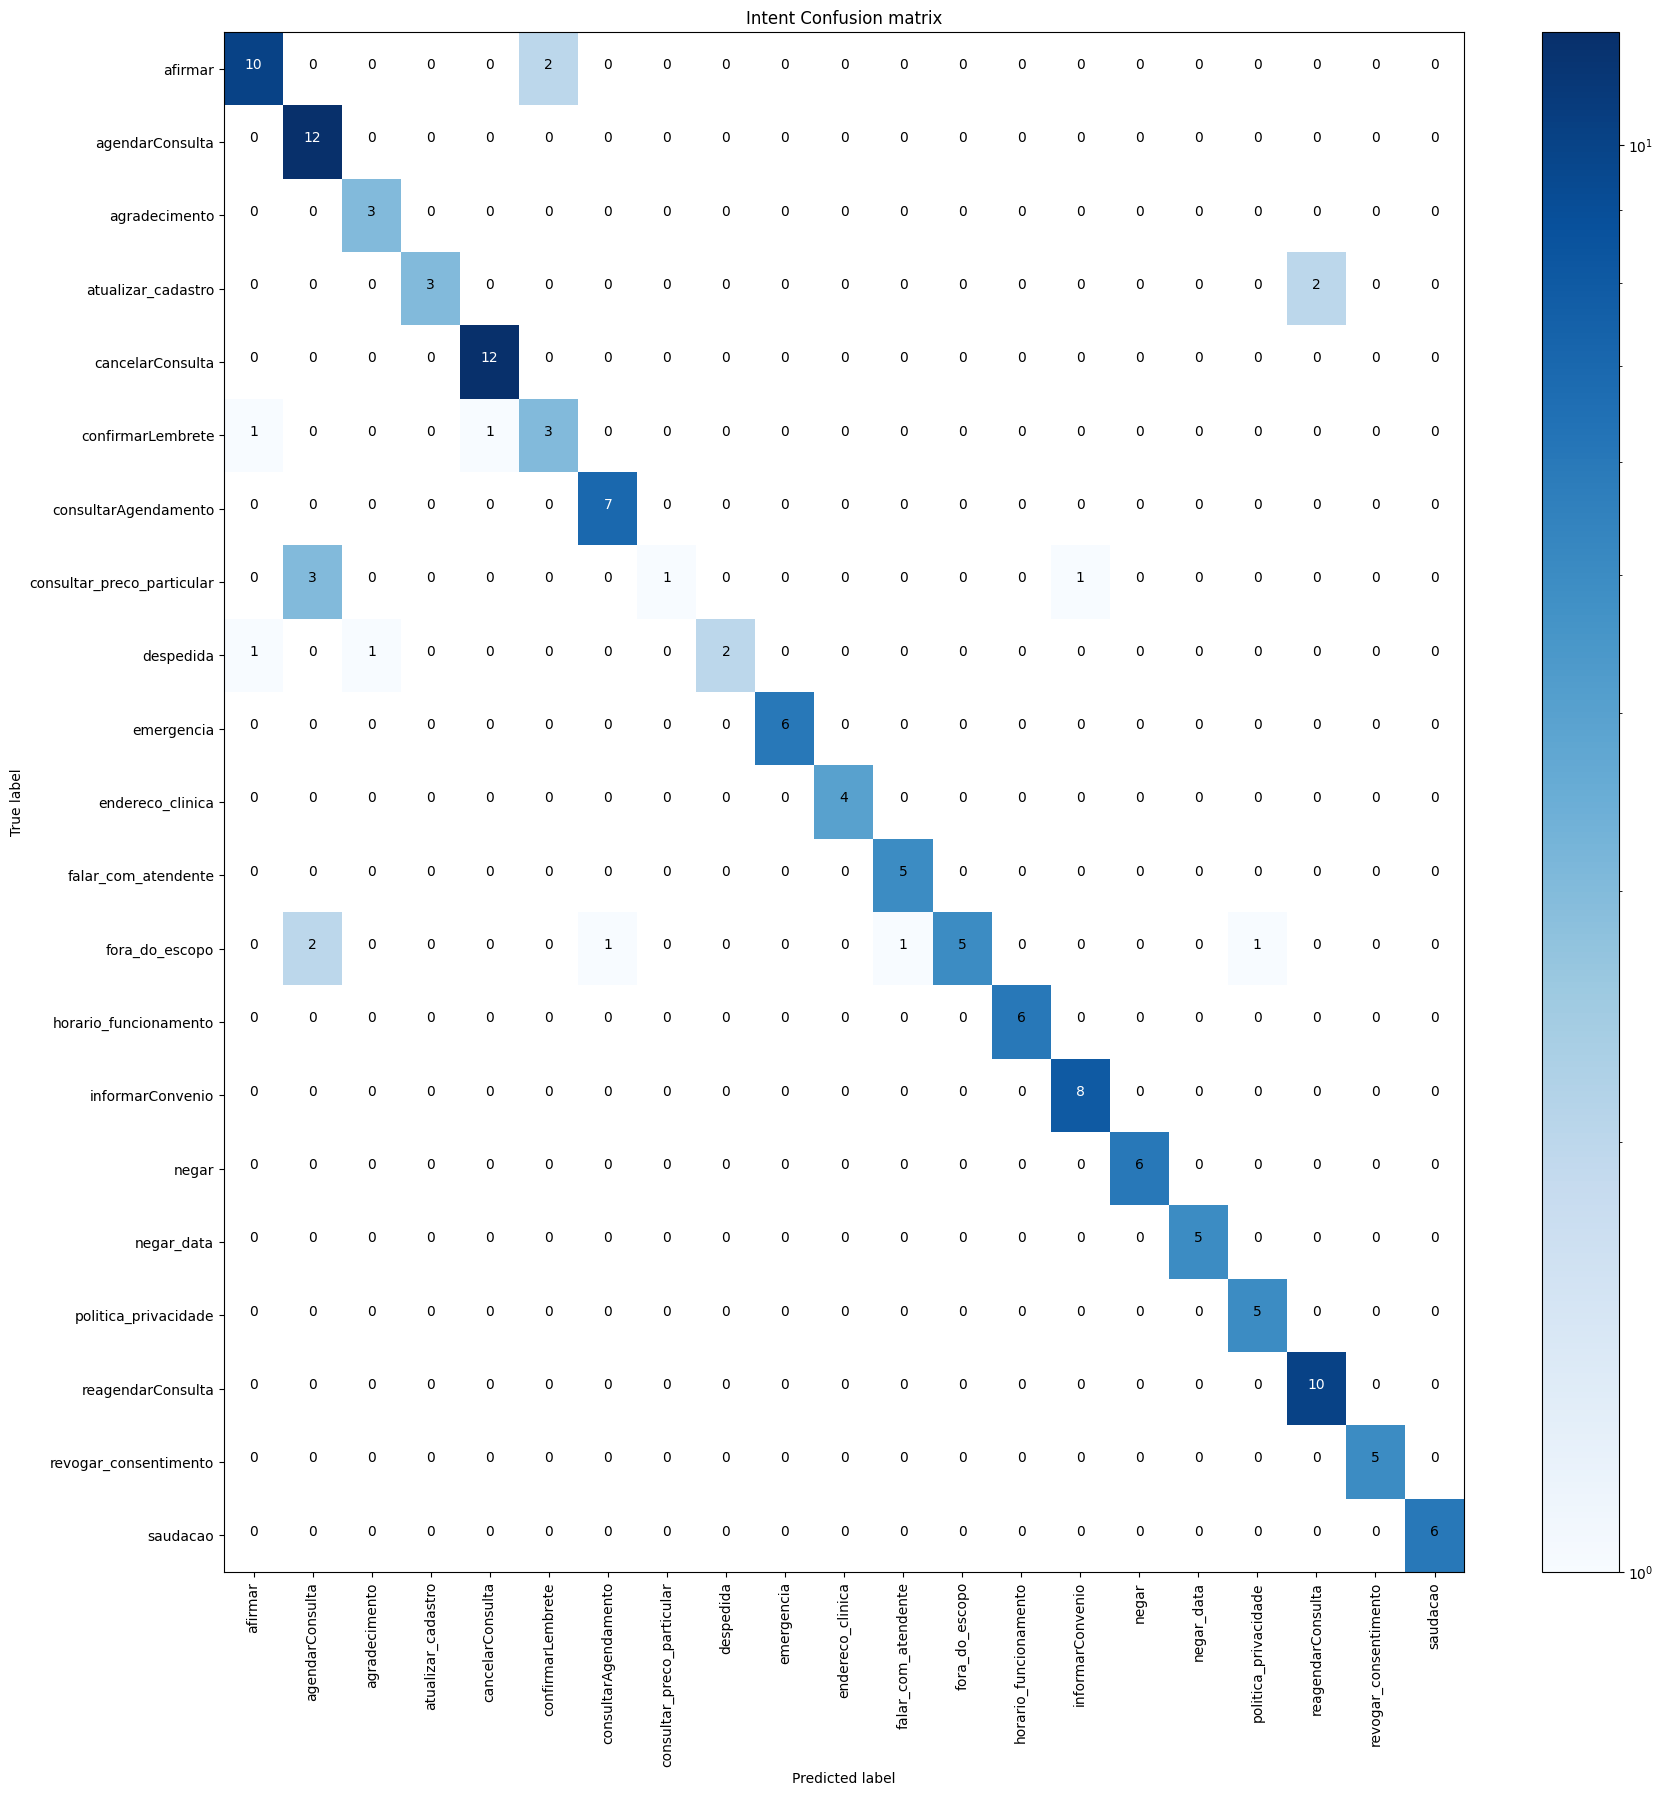 Intent Confusion matrix
afirmar 10 0 0 0 0 2 0 0 0 0 0 0 0 0 0 0 0 0 0 0 0
agendarConsulta 0 12 0 0 0 0 0 0 0 0 0 0 0 0 0 0 0 0 0 0 0
agradecimento 0 0 3 0 0 0 0 0 0 0 0 0 0 0 0 0 0 0 0 0 0
atualizar_cadastro 0 0 0 3 0 0 0 0 0 0 0 0 0 0 0 0 0 0 2 0 0
cancelarConsulta 0 0 0 0 12 0 0 0 0 0 0 0 0 0 0 0 0 0 0 0 0
confirmarLembrete 1 0 0 0 1 3 0 0 0 0 0 0 0 0 0 0 0 0 0 0 0
consultarAgendamento 0 0 0 0 0 0 7 0 0 0 0 0 0 0 0 0 0 0 0 0 0
consultar_preco_particular 0 3 0 0 0 0 0 1 0 0 0 0 0 0 1 0 0 0 0 0 0
despedida 1 0 1 0 0 0 0 0 2 0 0 0 0 0 0 0 0 0 0 0 0
emergencia 0 0 0 0 0 0 0 0 0 6 0 0 0 0 0 0 0 0 0 0 0
endereco_clinica 0 0 0 0 0 0 0 0 0 0 4 0 0 0 0 0 0 0 0 0 0
falar_com_atendente 0 0 0 0 0 0 0 0 0 0 0 5 0 0 0 0 0 0 0 0 0
fora_do_escopo 0 2 0 0 0 0 1 0 0 0 0 1 5 0 0 0 0 1 0 0 0
horario_funcionamento 0 0 0 0 0 0 0 0 0 0 0 0 0 6 0 0 0 0 0 0 0
informarConvenio 0 0 0 0 0 0 0 0 0 0 0 0 0 0 8 0 0 0 0 0 0
negar 0 0 0 0 0 0 0 0 0 0 0 0 0 0 0 6 0 0 0 0 0
negar_data 0 0 0 0 0 0 0 0 0 0 0 0 0 0 0 0 5 0 0 0 0
politica_privacidade 0 0 0 0 0 0 0 0 0 0 0 0 0 0 0 0 0 5 0 0 0
reagendarConsulta 0 0 0 0 0 0 0 0 0 0 0 0 0 0 0 0 0 0 10 0 0
revogar_consentimento 0 0 0 0 0 0 0 0 0 0 0 0 0 0 0 0 0 0 0 5 0
saudacao 0 0 0 0 0 0 0 0 0 0 0 0 0 0 0 0 0 0 0 0 6
True label
afirmar
agendarConsulta
agradecimento
atualizar_cadastro
cancelarConsulta
confirmarLembrete
consultarAgendamento
consultar_preco_particular
despedida
emergencia
endereco_clinica
falar_com_atendente
fora_do_escopo
horario_funcionamento
informarConvenio
negar
negar_data
politica_privacidade
reagendarConsulta
revogar_consentimento
saudacao
Predicted label
10¹
10⁰